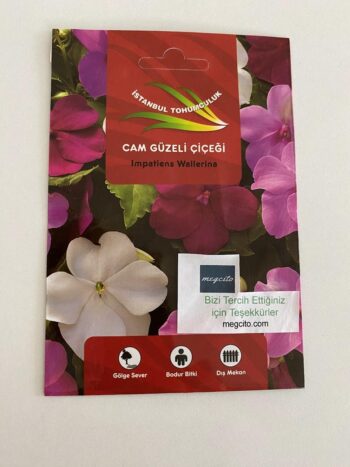 İSTANBUL TOHUMCULUK
CAM GÜZELİ ÇİÇEĞİ
Impatiens Wallerina
megcito
Bizi Tercih Ettiğiniz
için Teşekkürler
megcito.com
Gölge Sever
Bodur Bitki
Dış Mekan